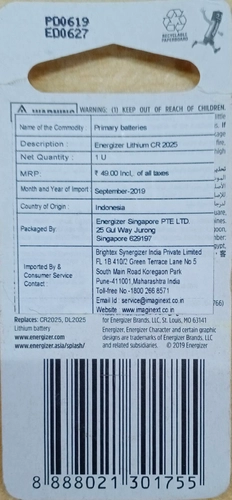 PD0619
ED0627
RECYCLABLE
PAPERBOARD
WARNING: (1) KEEP OUT OF REACH OF CHILDREN.
Name of the Commodity Primary batteries
Description : Energizer Lithium CR 2025
Net Quantity : 1 U
MRP : ₹ 49.00 Incl. of all taxes
Month and Year of Import September-2019
Country of Origin : Indonesia
Packaged By Energizer Singapore PTE LTD.
25 Gul Way Jurong
Singapore 629197
Imported By &
Consumer Service
Contact :
Brightex Synergizer India Private Limited
FL 1B 410/2 Green Terrace Lane No 5
South Main Road Koregaon Park
Pune-411001,Maharashtra India
Toll-free No -1800 266 8571
Email Id : service@imaginext.co.in
Website www.imaginext.co.in
Replaces: CR2025, DL2025
Lithium battery
www.energizer.com
www.energizer.asia/splash/
for Energizer Brands, LLC, St. Louis, MO 63141
Energizer, Energizer Character and certain graphic
designs are trademarks of Energizer Brands, LLC
and related subsidiaries. © 2019 Energizer
8 888021 301755